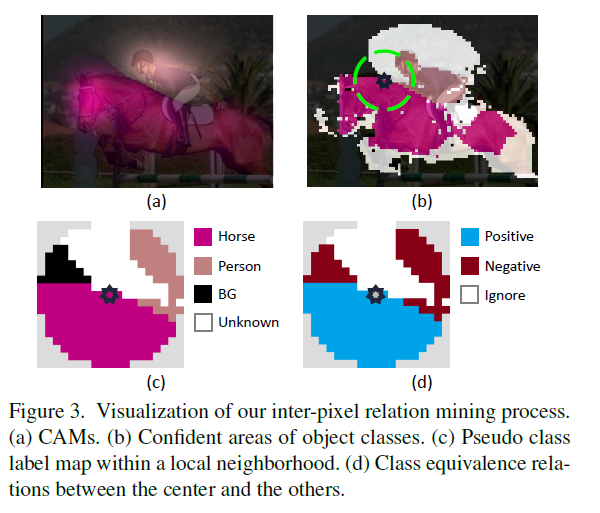 (a)
(b)
Horse
Person
BG
Unknown
Positive
Negative
Ignore
(c)
(d)
Figure 3. Visualization of our inter-pixel relation mining process.
(a) CAMs. (b) Confident areas of object classes. (c) Pseudo class
label map within a local neighborhood. (d) Class equivalence rela-
tions between the center and the others.